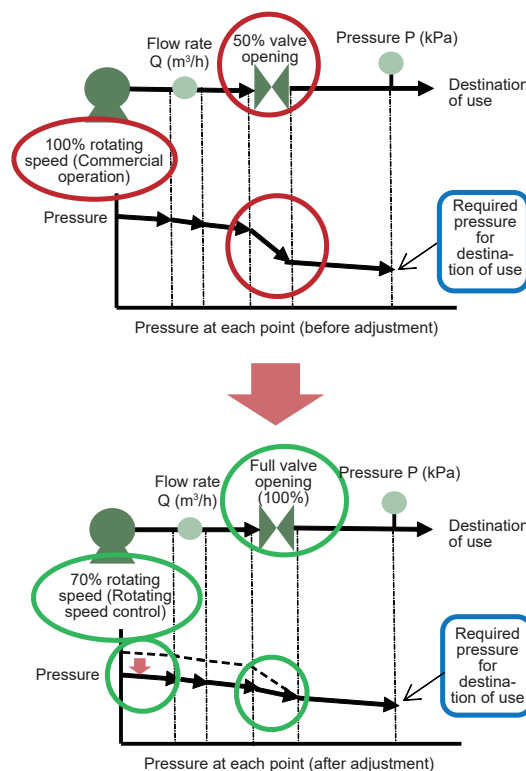 Flow rate
Q (m³/h)
50% valve
opening
Pressure P (kPa)
Destination
of use
100% rotating
speed (Commercial
operation)
Pressure
Required
pressure
for
destina-
tion of use
Pressure at each point (before adjustment)
Flow rate
Q (m³/h)
Full valve
opening
(100%)
Pressure P (kPa)
Destination
of use
70% rotating
speed (Rotating
speed control)
Pressure
Required
pressure
for
destina-
tion of use
Pressure at each point (after adjustment)